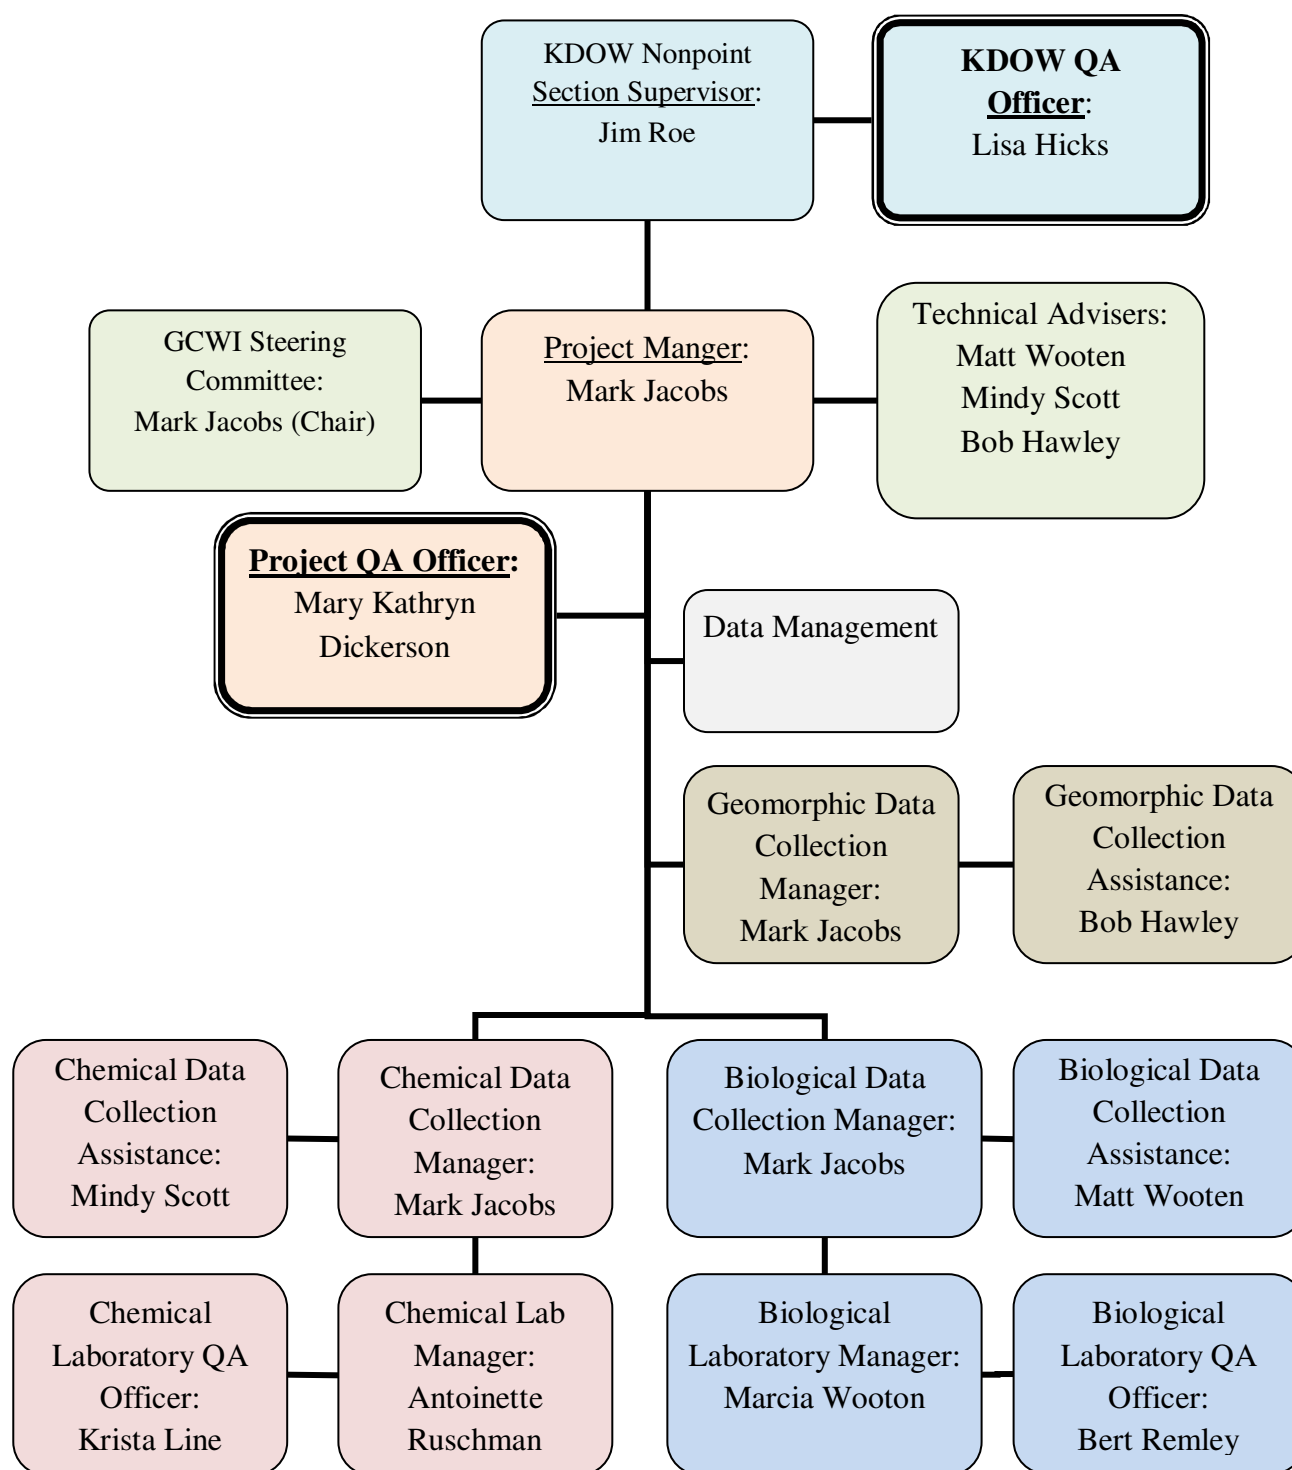 KDOW Nonpoint
Section Supervisor:
Jim Roe
KDOW QA
Officer:
Lisa Hicks
GCWI Steering
Committee:
Mark Jacobs (Chair)
Project Manger:
Mark Jacobs
Technical Advisers:
Matt Wooten
Mindy Scott
Bob Hawley
Project QA Officer:
Mary Kathryn
Dickerson
Data Management
Geomorphic Data
Collection
Manager:
Mark Jacobs
Geomorphic Data
Collection
Assistance:
Bob Hawley
Chemical Data
Collection
Assistance:
Mindy Scott
Chemical Data
Collection
Manager:
Mark Jacobs
Biological Data
Collection Manager:
Mark Jacobs
Biological Data
Collection
Assistance:
Matt Wooten
Chemical
Laboratory QA
Officer:
Krista Line
Chemical Lab
Manager:
Antoinette
Ruschman
Biological
Laboratory Manager:
Marcia Wooton
Biological
Laboratory QA
Officer:
Bert Remley